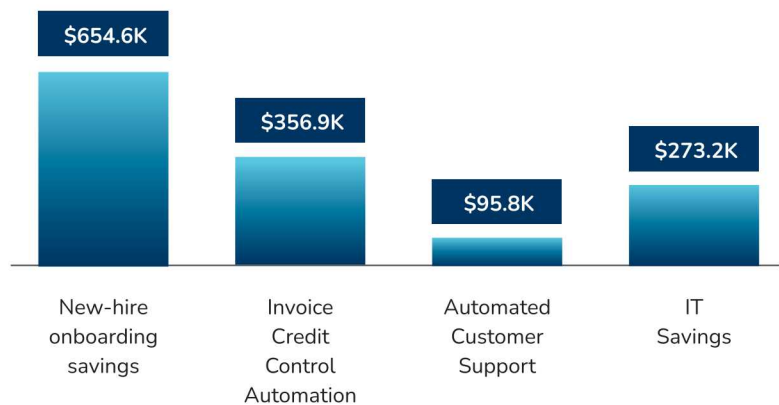 $654.6K
$356.9K
$95.8K
$273.2K
New-hire
onboarding
savings
Invoice
Credit
Control
Automation
Automated
Customer
Support
IT
Savings